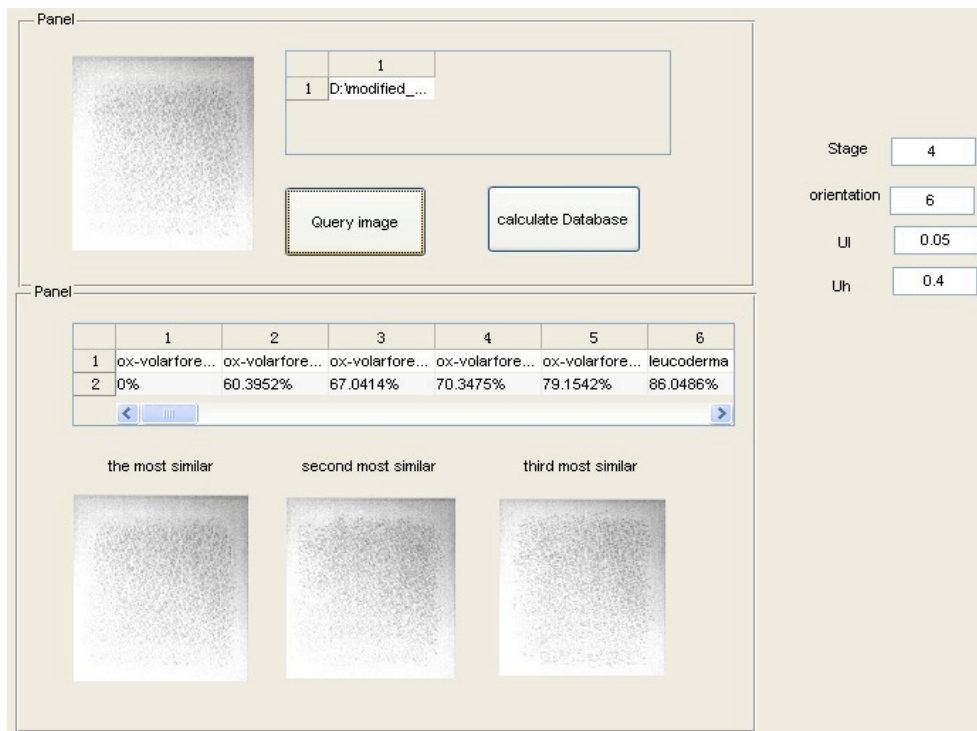 Panel
1
1 D:\modified_...
Query image
calculate Database
Stage 4
orientation 6
Ul 0.05
Uh 0.4
Panel
1 2 3 4 5 6
1 ox-volarfore... ox-volarfore... ox-volarfore... ox-volarfore... ox-volarfore... leucoderma
2 0% 60.3952% 67.0414% 70.3475% 79.1542% 86.0486%
the most similar
second most similar
third most similar